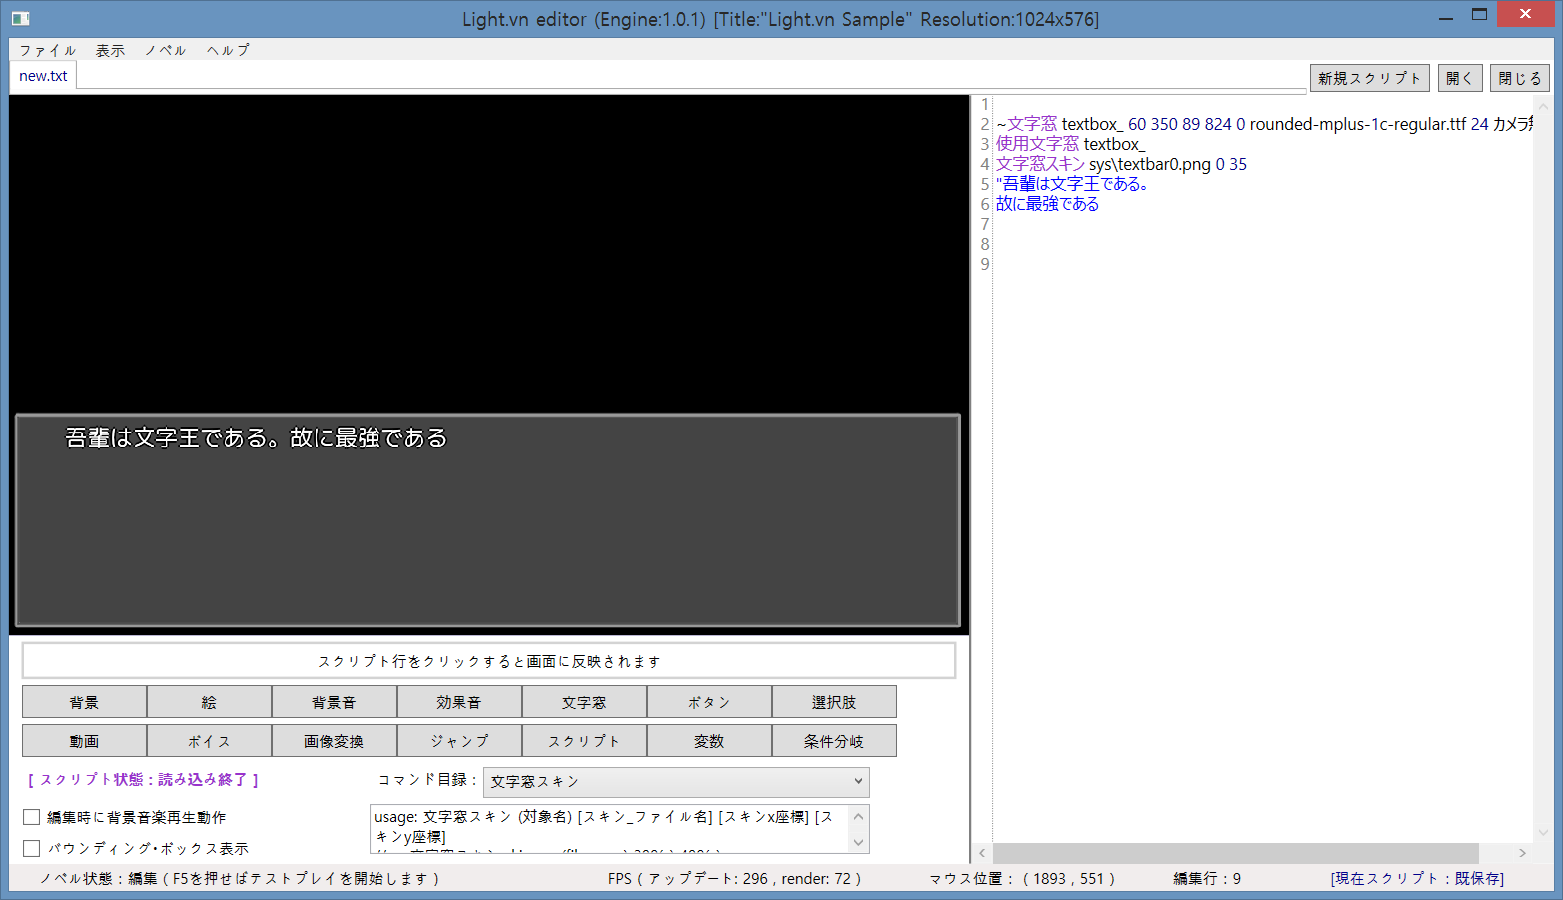 Light.vn editor (Engine:1.0.1) [Title:"Light.vn Sample" Resolution:1024x576]
ファイル 表示 ノベル ヘルプ
new.txt
新規スクリプト 開く 閉じる
1
2 ~文字窓 textbox_ 60 350 89 824 0 rounded-mplus-1c-regular.ttf 24 カメラ
3 使用文字窓 textbox_
4 文字窓スキン sys\textbar0.png 0 35
5 "吾輩は文字王である。
6 故に最強である
7
8
9
吾輩は文字王である。故に最強である
スクリプト行をクリックすると画面に反映されます
背景 絵 背景音 効果音 文字窓 ボタン 選択肢
動画 ボイス 画像変換 ジャンプ スクリプト 変数 条件分岐
[ スクリプト状態 : 読み込み終了 ]
コマンド目録 : 文字窓スキン
編集時に背景音楽再生動作
バウンディング・ボックス表示
usage: 文字窓スキン (対象名) [スキン_ファイル名] [スキンx座標] [ス
キンy座標]
ノベル状態 : 編集 ( F5を押せばテストプレイを開始します ) FPS ( アップデート: 296 , render: 72 ) マウス位置 : ( 1893 , 551 ) 編集行 : 9 [現在スクリプト : 既保存]